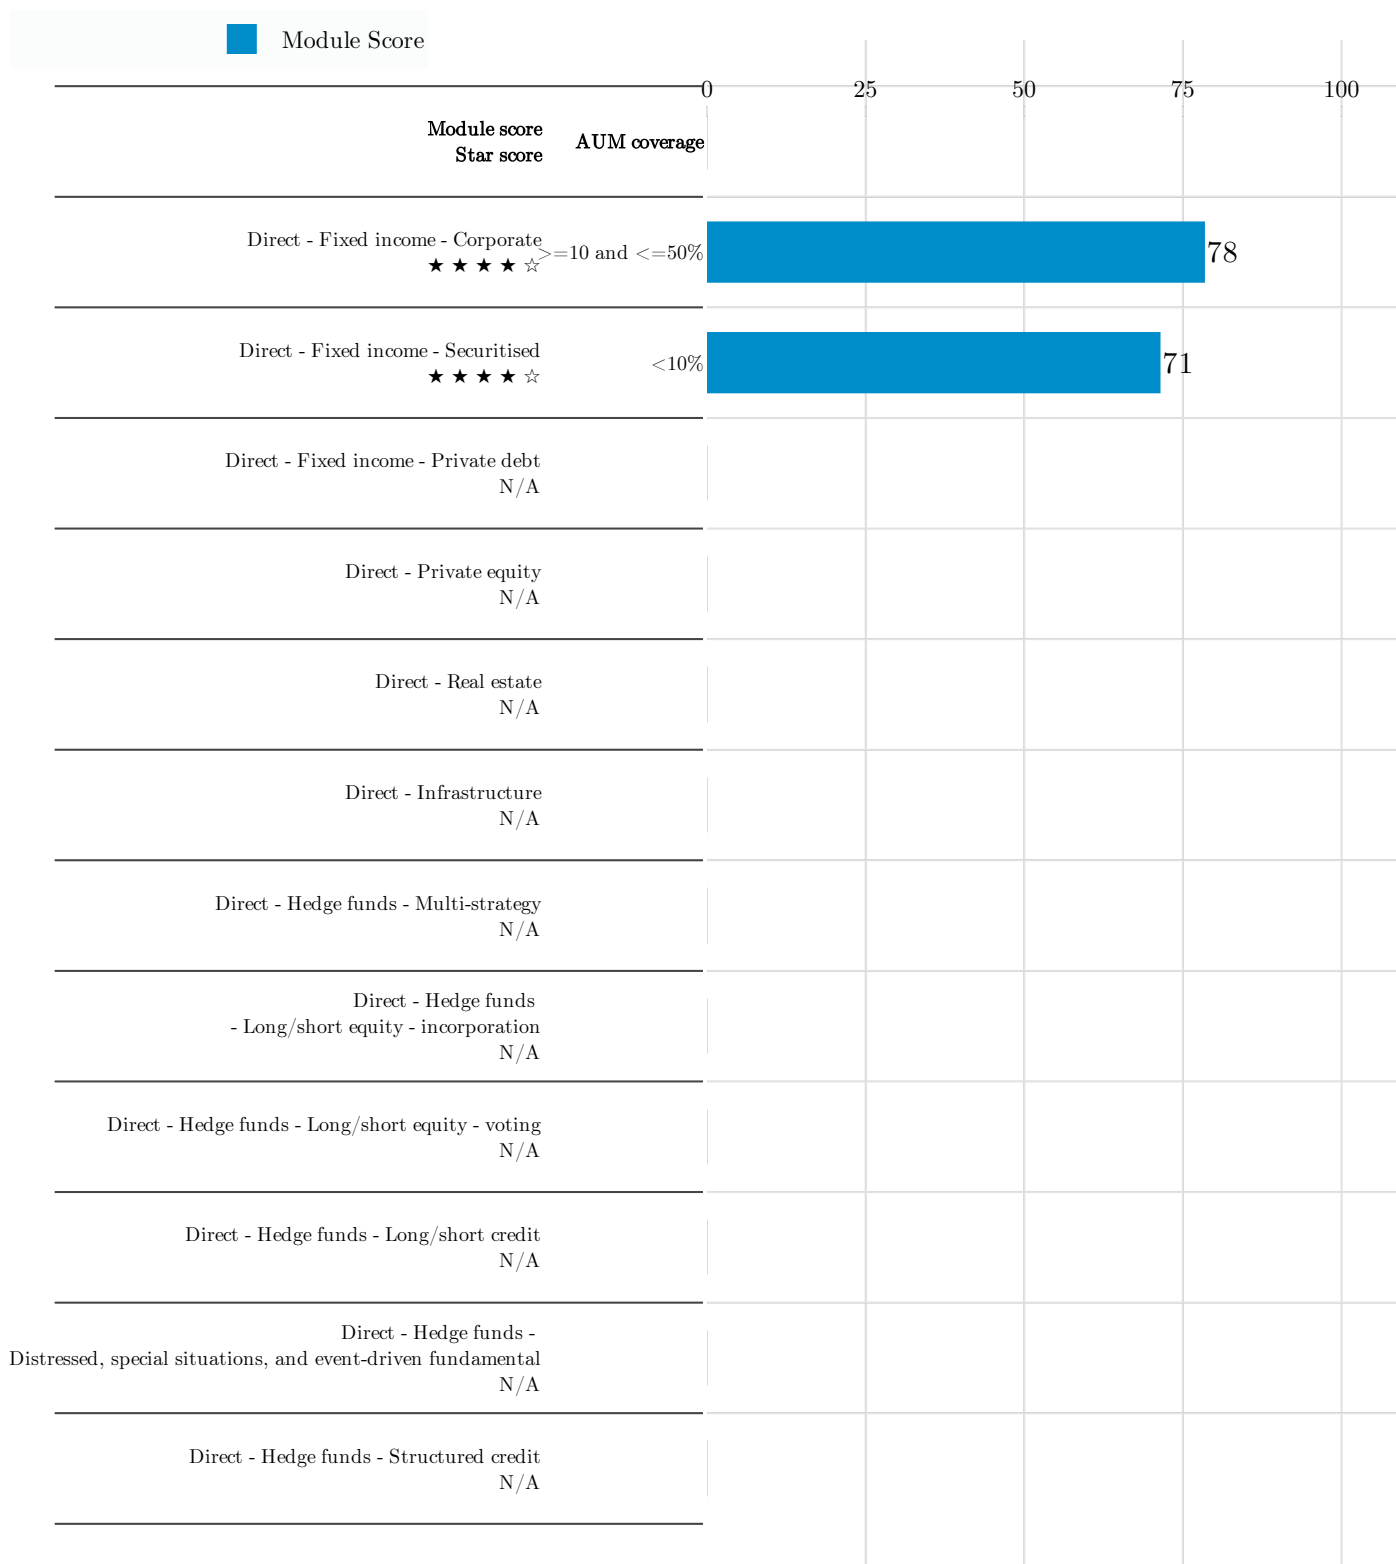 Module Score
0 25 50 75 100
Module score
Star score
AUM coverage
Direct - Fixed income - Corporate
★ ★ ★ ★ ☆
>=10 and <=50%
78
Direct - Fixed income - Securitised
★ ★ ★ ★ ☆
<10%
71
Direct - Fixed income - Private debt
N/A
Direct - Private equity
N/A
Direct - Real estate
N/A
Direct - Infrastructure
N/A
Direct - Hedge funds - Multi-strategy
N/A
Direct - Hedge funds
- Long/short equity - incorporation
N/A
Direct - Hedge funds - Long/short equity - voting
N/A
Direct - Hedge funds - Long/short credit
N/A
Direct - Hedge funds -
Distressed, special situations, and event-driven fundamental
N/A
Direct - Hedge funds - Structured credit
N/A